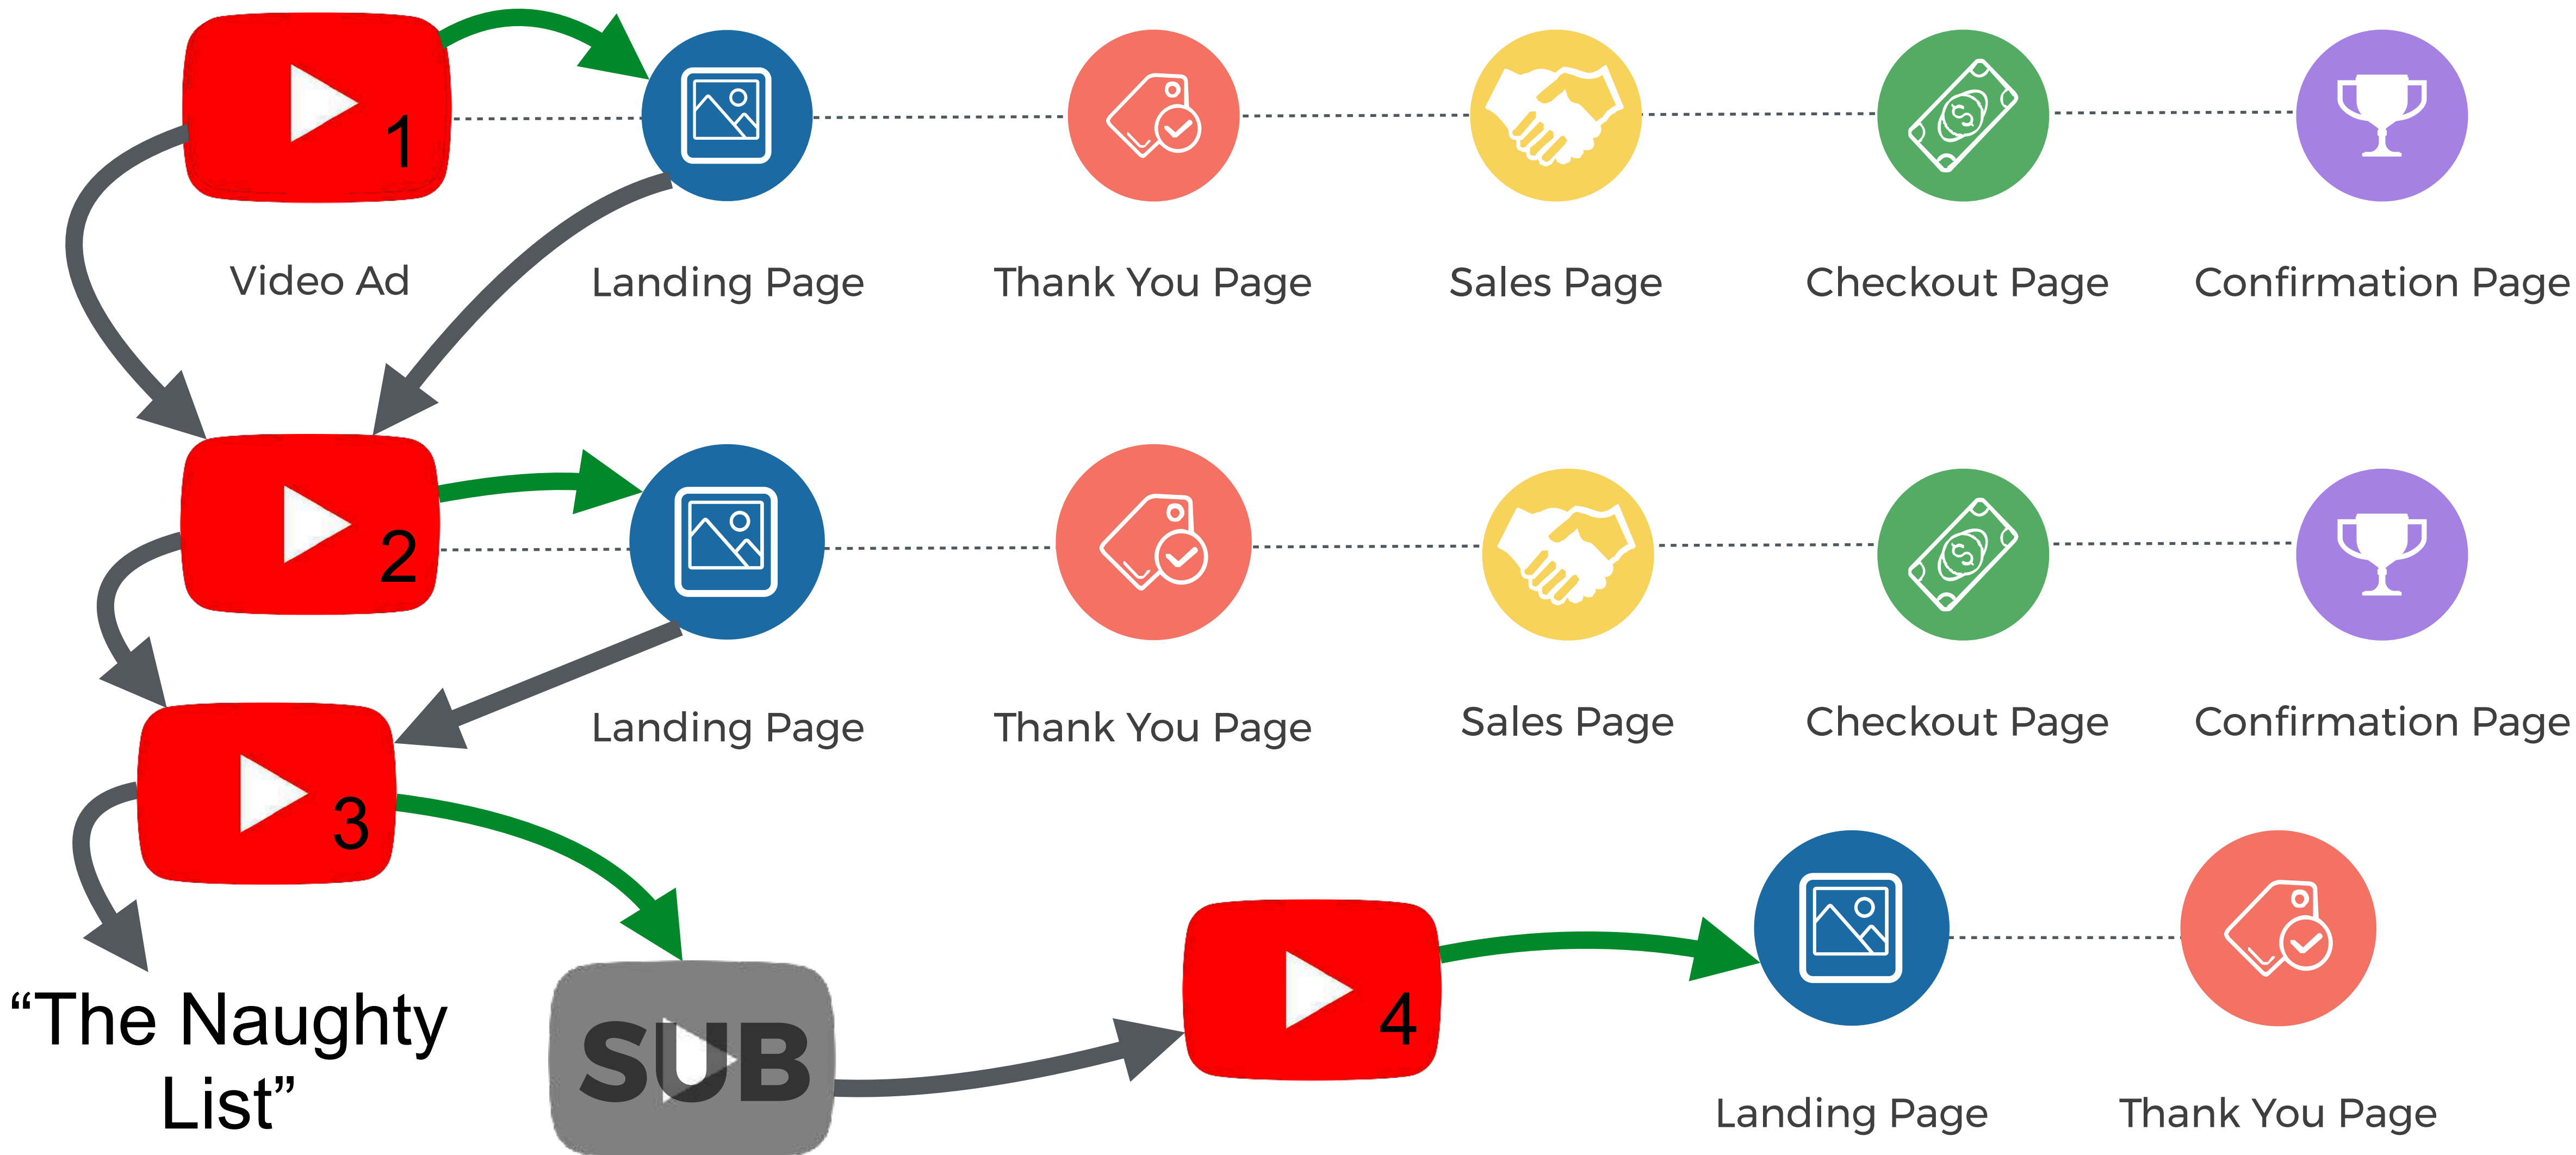 1
Video Ad
Landing Page
Thank You Page
Sales Page
Checkout Page
Confirmation Page
2
Landing Page
Thank You Page
Sales Page
Checkout Page
Confirmation Page
3
“The Naughty
List”
SUB
4
Landing Page
Thank You Page